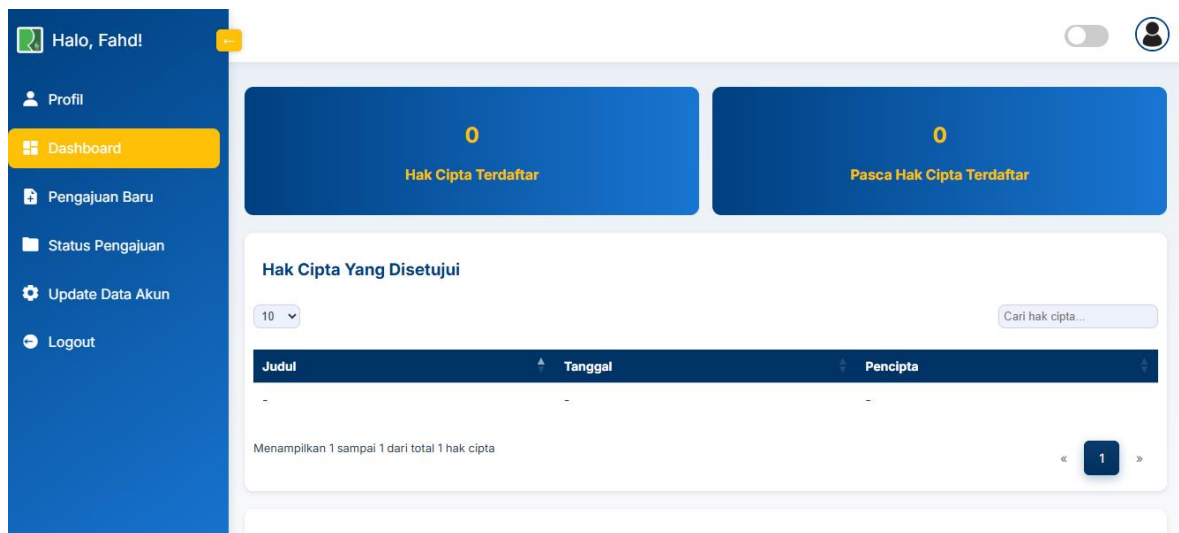 Halo, Fahd!
←
Profil
Dashboard
Pengajuan Baru
Status Pengajuan
Update Data Akun
Logout
0
Hak Cipta Terdaftar
0
Pasca Hak Cipta Terdaftar
Hak Cipta Yang Disetujui
10
Cari hak cipta...
Judul Tanggal Pencipta
- - -
Menampilkan 1 sampai 1 dari total 1 hak cipta
« 1 »